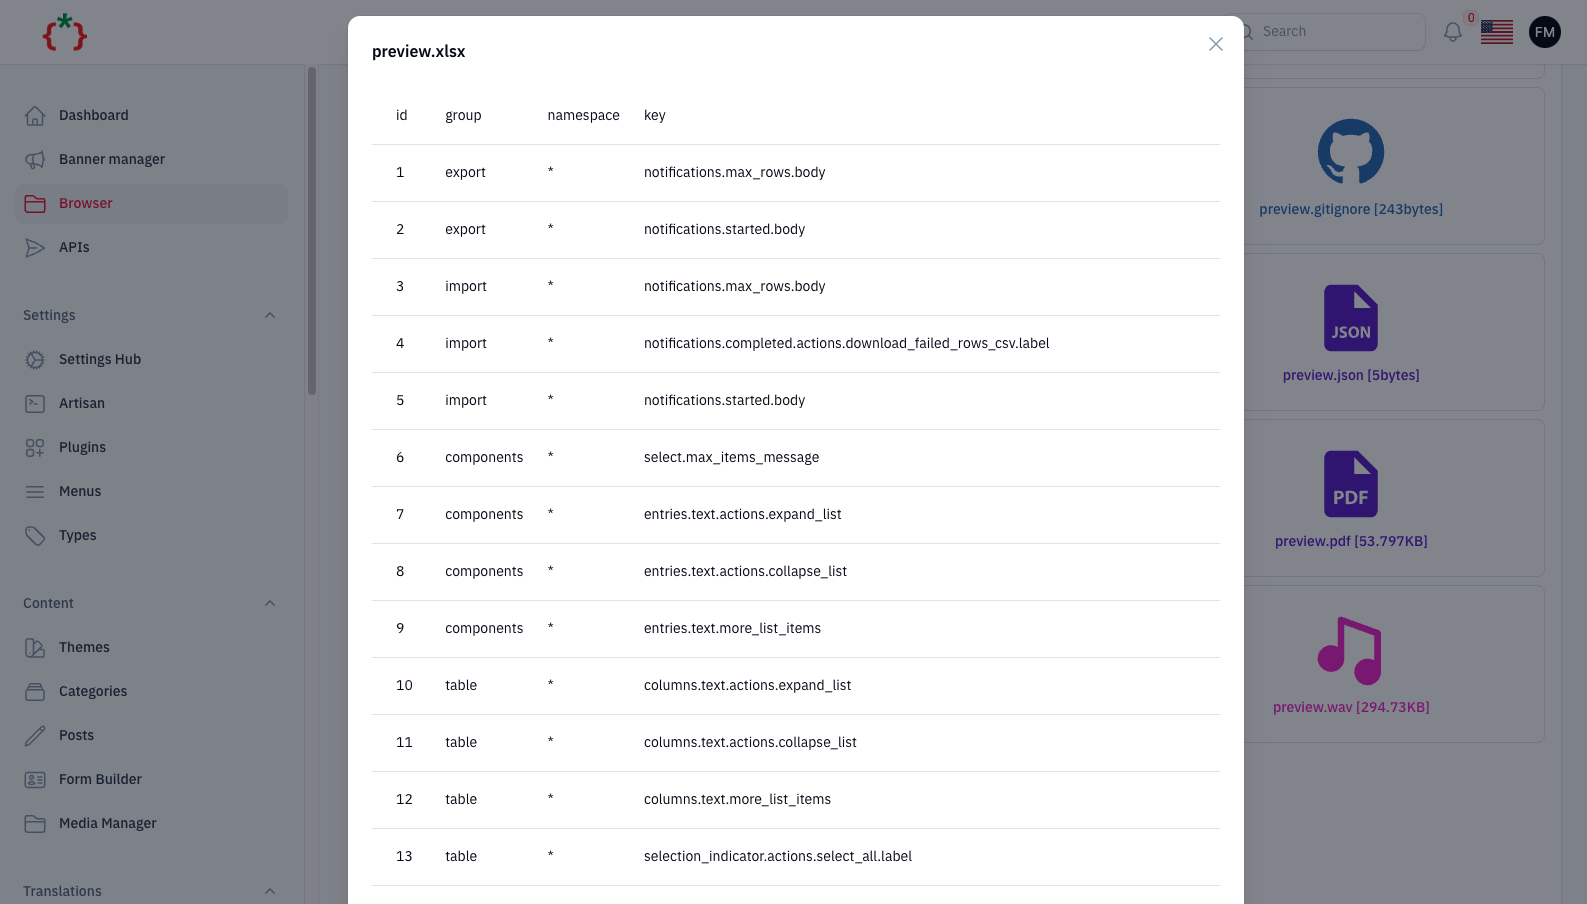 {*}
Search
0
FM
Dashboard
Banner manager
Browser
APIs
Settings
Settings Hub
Artisan
Plugins
Menus
Types
Content
Themes
Categories
Posts
Form Builder
Media Manager
Translations
preview.xlsx
id group namespace key
1 export * notifications.max_rows.body
2 export * notifications.started.body
3 import * notifications.max_rows.body
4 import * notifications.completed.actions.download_failed_rows_csv.label
5 import * notifications.started.body
6 components * select.max_items_message
7 components * entries.text.actions.expand_list
8 components * entries.text.actions.collapse_list
9 components * entries.text.more_list_items
10 table * columns.text.actions.expand_list
11 table * columns.text.actions.collapse_list
12 table * columns.text.more_list_items
13 table * selection_indicator.actions.select_all.label
preview.gitignore [243bytes]
JSON
preview.json [5bytes]
PDF
preview.pdf [53.797KB]
preview.wav [294.73KB]